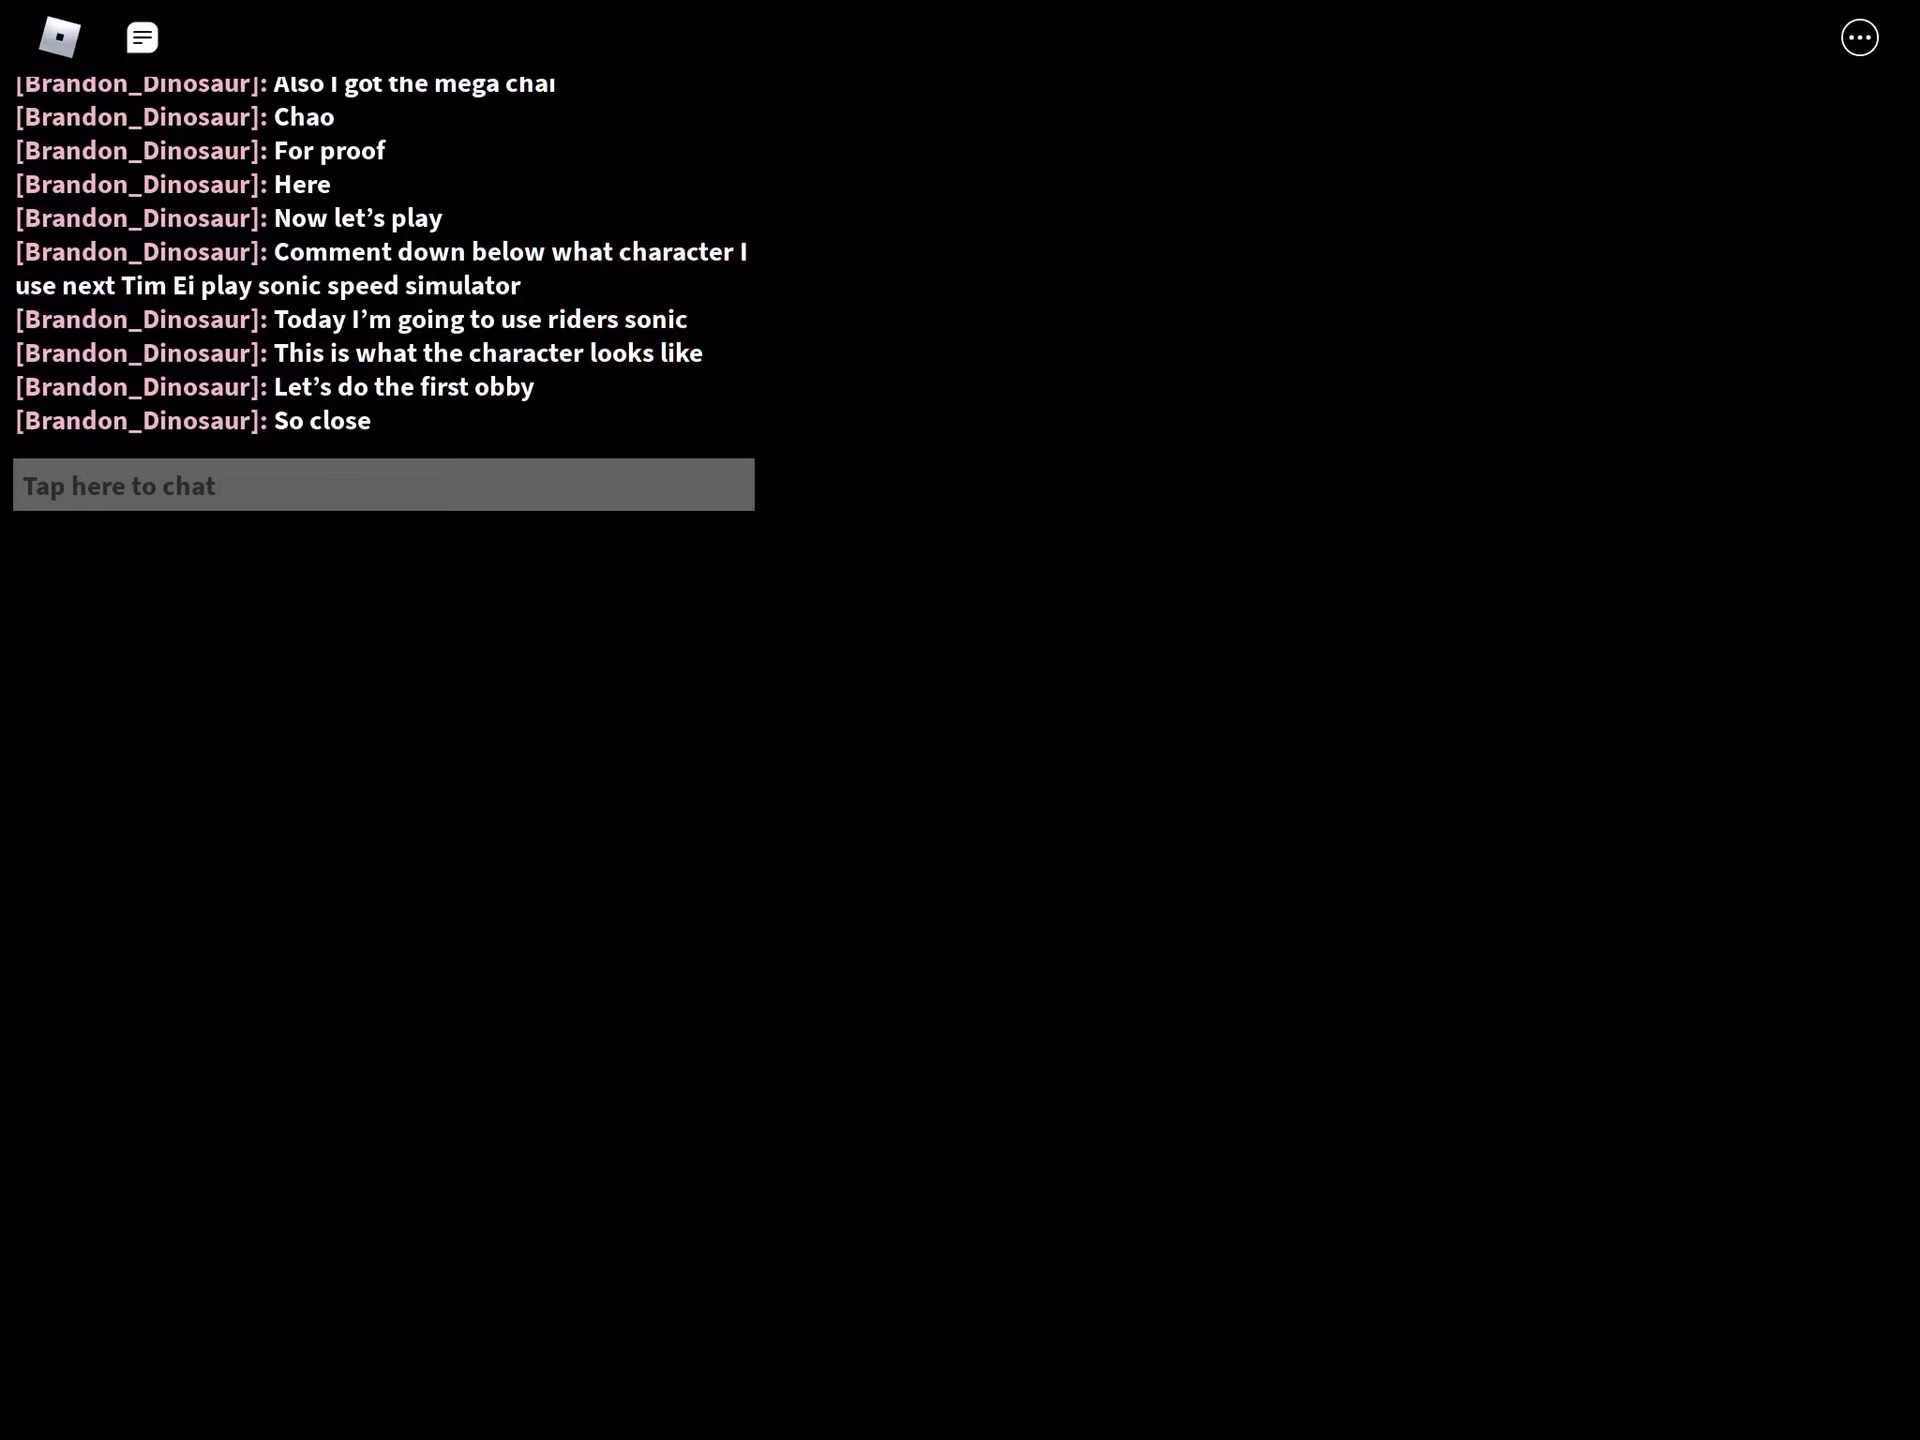 [Brandon_Dinosaur]: Also I got the mega chai
[Brandon_Dinosaur]: Chao
[Brandon_Dinosaur]: For proof
[Brandon_Dinosaur]: Here
[Brandon_Dinosaur]: Now let’s play
[Brandon_Dinosaur]: Comment down below what character I
use next Tim Ei play sonic speed simulator
[Brandon_Dinosaur]: Today I’m going to use riders sonic
[Brandon_Dinosaur]: This is what the character looks like
[Brandon_Dinosaur]: Let’s do the first obby
[Brandon_Dinosaur]: So close
Tap here to chat